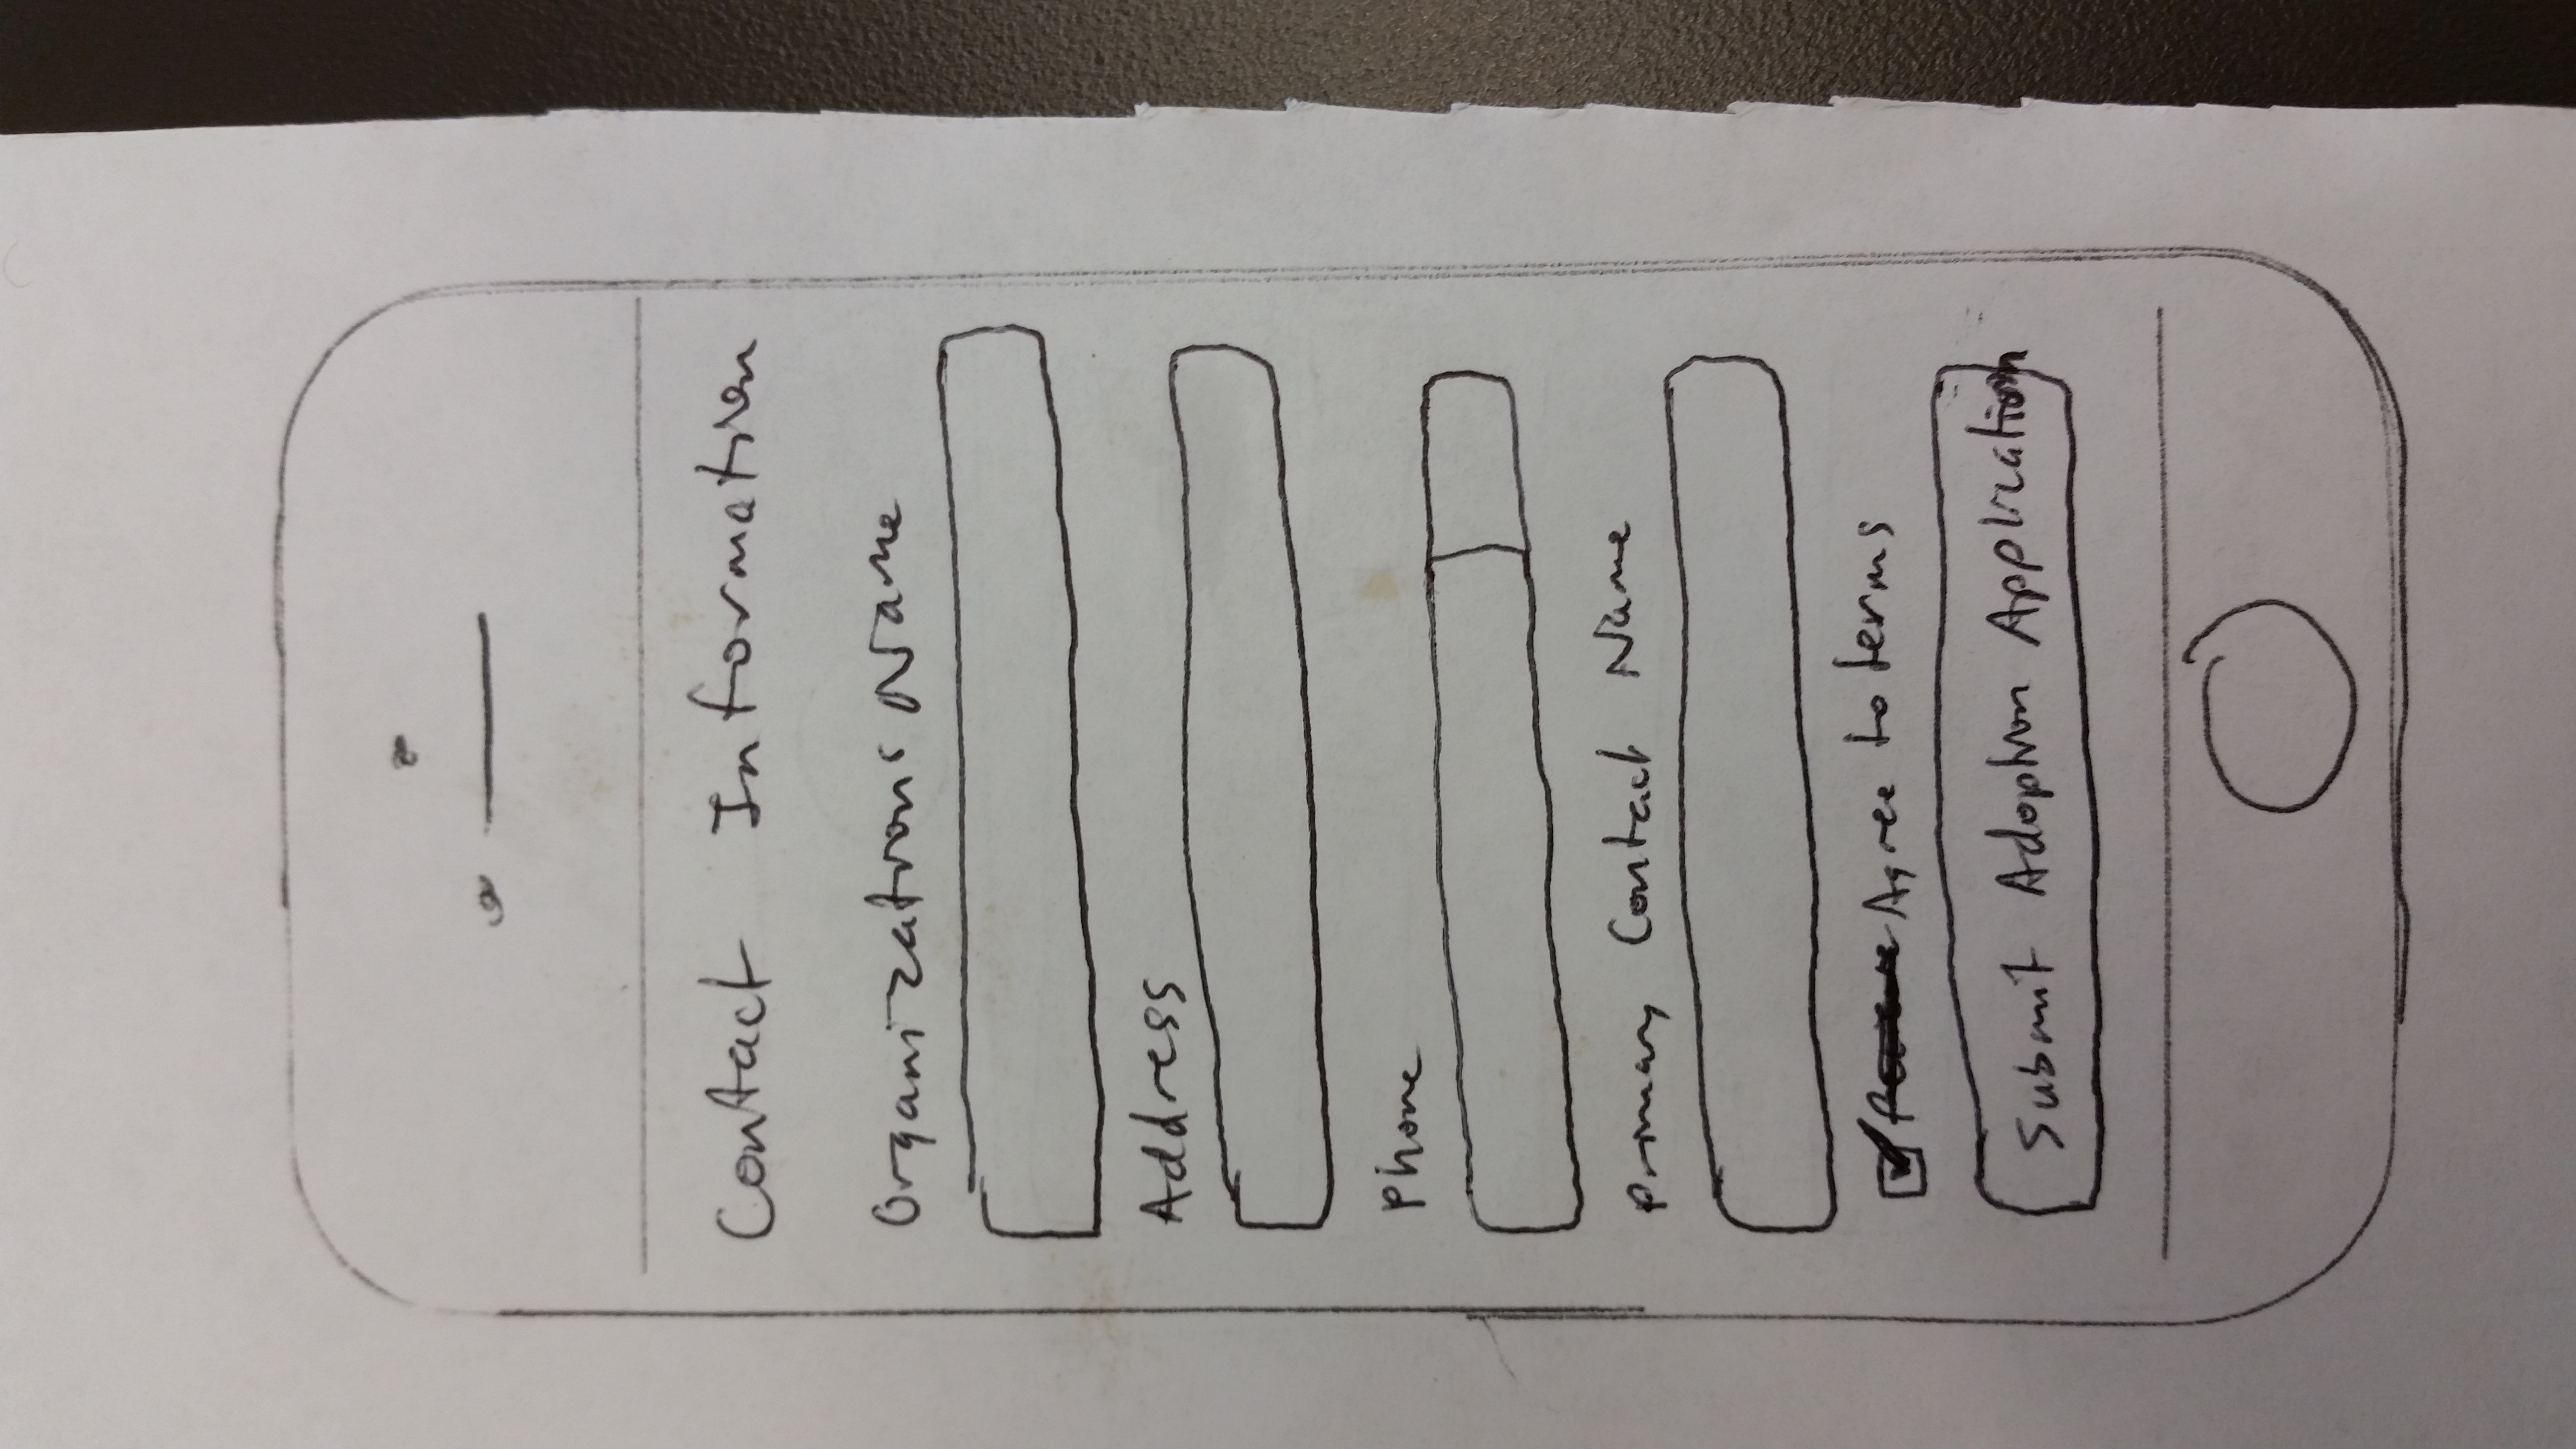 Contact Information
Organizations Name
Address
Phone
Primary Contact Name
Agree to terms
Submit Adoption Application